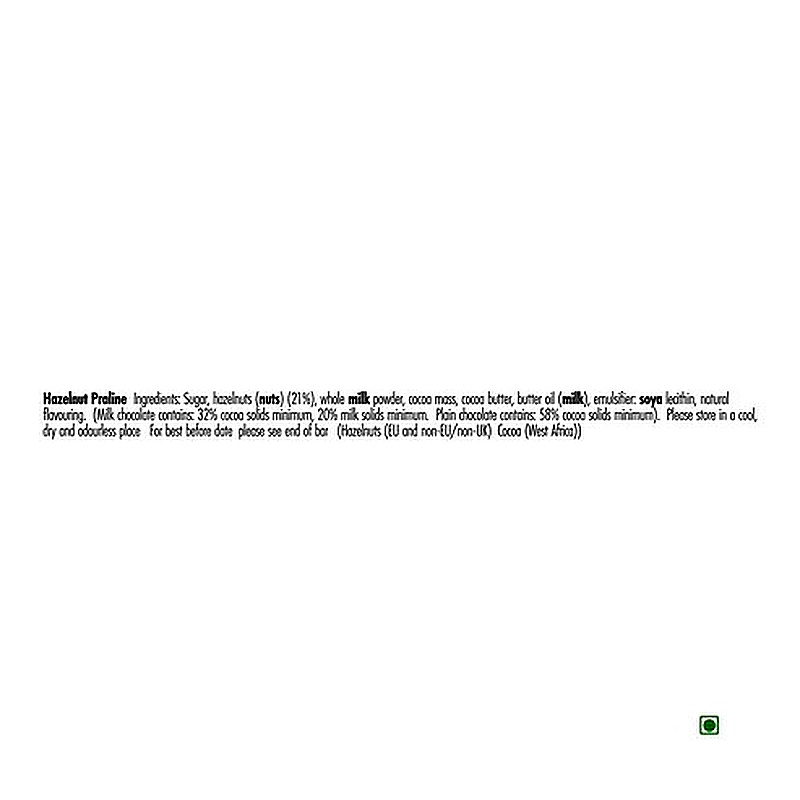 Hazelnut Praline Ingredients: Sugar, hazelnuts (nuts) (21%), whole milk powder, cocoa mass, cocoa butter, butter oil (milk), emulsifier: soya lecithin, natural
flavouring. (Milk chocolate contains: 32% cocoa solids minimum, 20% milk solids minimum. Plain chocolate contains: 58% cocoa solids minimum). Please store in a cool,
dry and odourless place For best before date please see end of bar (Hazelnuts (EU and non-EU/non-UK) Cocoa (West Africa))